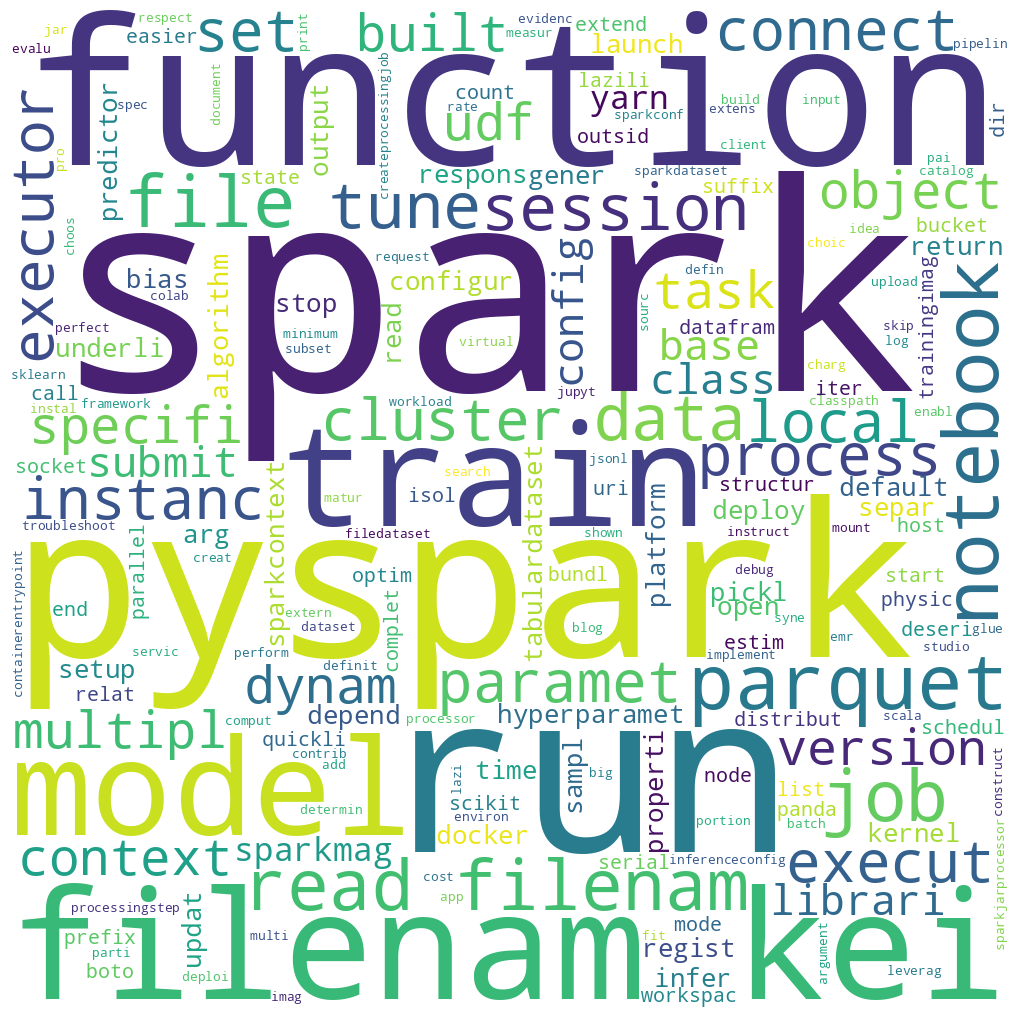 jar
respect
evidenc
easier
set
print
built
measur
extend
connect
launch
evalu
function
pipelin
spec
document
createprocessingjob
count
rate
lazili
yarn
sparkconf
build
extens
input
dir
executor
predictor
pro
output
udf
outsid
client
file
state
respons
gener
sparkdataset
pai
catalog
suffix
object
tune
session
choos
bucket
idea
choic
return
spark
request
config
bias
colab
stop
configur
defin
task
upload
trainingimag
notebook
algorithm
read
sourc
datafram
skip
log
perfect
underli
minimum
subset
virtual
base
sklearn
call
class
charg
iter
jupyt
instal
framework
workload
classpath
enabl
specifi
cluster
data
local
train
process
socket
submit
search
jsonl
structur
instanc
matur
isol
uri
default
sparkcontext
tabulardataset
platform
troubleshoot
arg
filedataset
shown
deploy
instruct
mount
separ
host
creat
parallel
pyspark
containerentrypoint
optim
bundl
debug
pickl
open
syne
start
physic
end
extern
dataset
complet
blog
estim
emr
deseri
glue
servic
perform
implement
studio
setup
definit
relat
dynam
paramet
parquet
multipl
comput
depend
processor
hyperparamet
distribut
scala
schedul
quickli
contrib
run
version
model
add
lazi
time
sampl
big
properti
node
list
construct
determin
scikit
environ
panda
job
docker
portion
batch
kernel
context
sparkmag
serial
inferenceconfig
execut
sparkjarprocessor
cost
read
filenam
app
librari
processingstep
updat
mode
prefix
multi
fit
regist
argument
parti
boto
deploi
infer
leverag
filenam
kei
imag
workspac